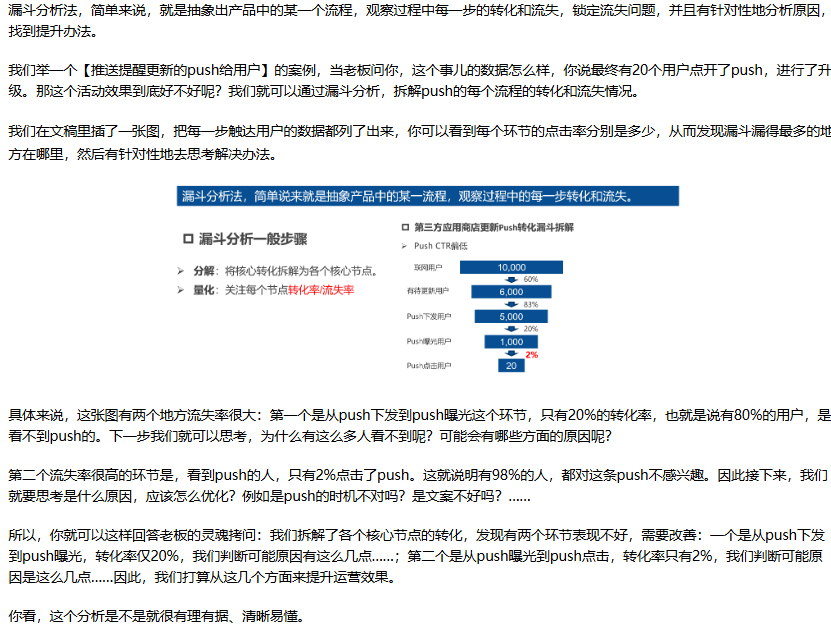 漏斗分析法，简单来说，就是抽象出产品中的某一个流程，观察过程中每一步的转化和流失，锁定流失问题，并且有针对性地分析原因，
找到提升办法。
我们举一个【推送提醒更新的push给用户】的案例，当老板问你，这个事儿的数据怎么样，你说最终有20个用户点开了push，进行了升
级。那这个活动效果到底好不好呢？我们就可以通过漏斗分析，拆解push的每个流程的转化和流失情况。
我们在文稿里插了一张图，把每一步触达用户的数据都列了出来，你可以看到每个环节的点击率分别是多少，从而发现漏斗漏得最多的地
方在哪里，然后有针对性地去思考解决办法。
漏斗分析法，简单说来就是抽象产品中的某一流程，观察过程中的每一步转化和流失。
漏斗分析一般步骤
分解：将核心转化拆解为各个核心节点。
量化：关注每个节点转化率/流失率
第三方应用商店更新Push转化漏斗拆解
Push CTR偏低
联网用户 10,000
60%
有待更新用户 6,000
83%
Push下发用户 5,000
20%
Push曝光用户 1,000
2%
Push点击用户 20
具体来说，这张图有两个地方流失率很大：第一个是从push下发到push曝光这个环节，只有20%的转化率，也就是说有80%的用户，是
看不到push的。下一步我们就可以思考，为什么有这么多人看不到呢？可能会有哪些方面的原因呢？
第二个流失率很高的环节是，看到push的人，只有2%点击了push。这就说明有98%的人，都对这条push不感兴趣。因此接下来，我们
就要思考是什么原因，应该怎么优化？例如是push的时机不对吗？是文案不好吗？……
所以，你就可以这样回答老板的灵魂拷问：我们拆解了各个核心节点的转化，发现有两个环节表现不好，需要改善：一个是从push下发
到push曝光，转化率仅20%，我们判断可能原因有这么几点……；第二个是从push曝光到push点击，转化率只有2%，我们判断可能原
因是这么几点……因此，我们打算从这几个方面来提升运营效果。
你看，这个分析是不是就很有理有据、清晰易懂。